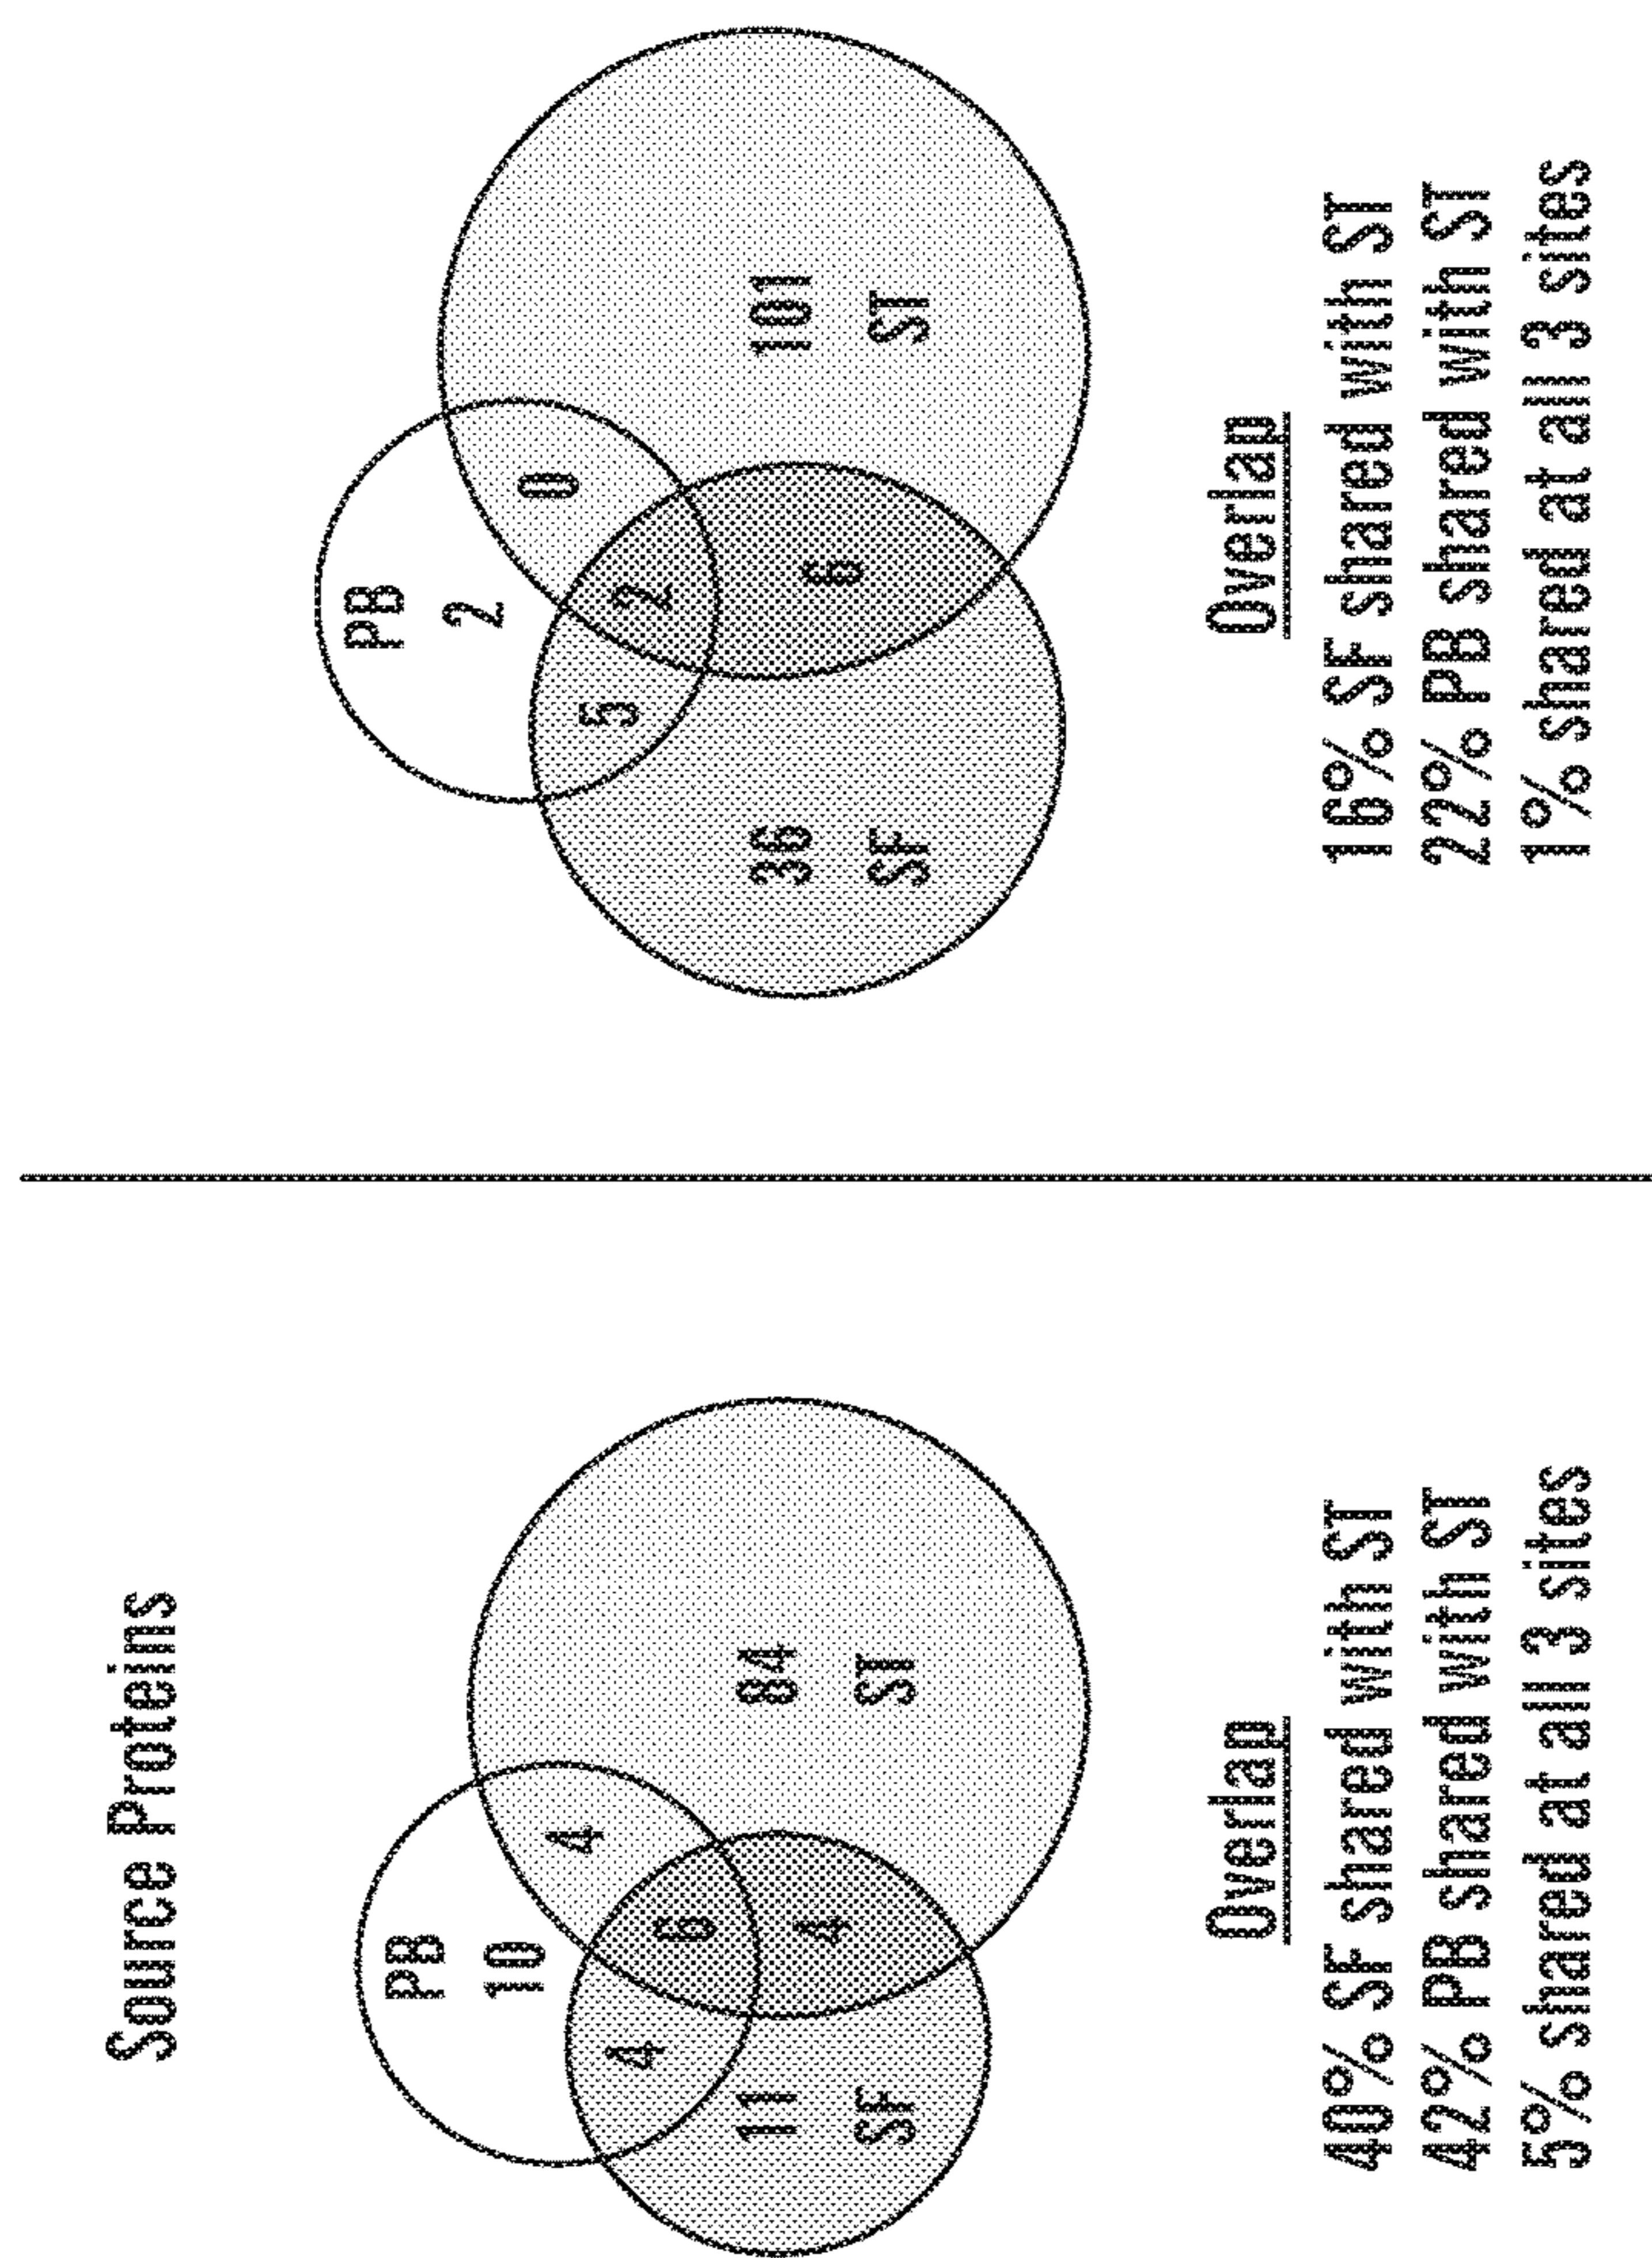 Source Proteins
PB
10
4
4
6
11
SF
4
84
ST
Overlap
40% SF shared with ST
42% PB shared with ST
5% shared at all 3 sites
PB
2
5
0
2
36
SF
6
101
ST
Overlap
16% SF shared with ST
22% PB shared with ST
1% shared at all 3 sites